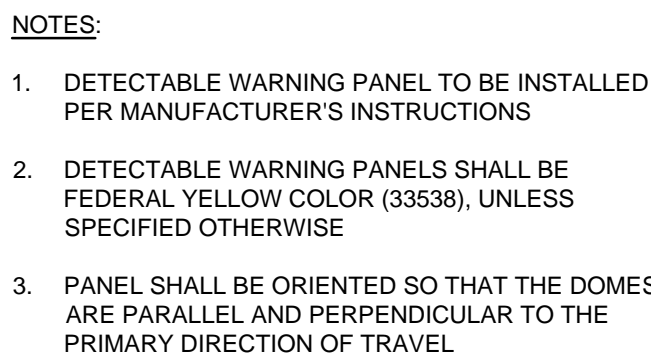 NOTES:
1. DETECTABLE WARNING PANEL TO BE INSTALLED
PER MANUFACTURER'S INSTRUCTIONS
2. DETECTABLE WARNING PANELS SHALL BE
FEDERAL YELLOW COLOR (33538), UNLESS
SPECIFIED OTHERWISE
3. PANEL SHALL BE ORIENTED SO THAT THE DOMES
ARE PARALLEL AND PERPENDICULAR TO THE
PRIMARY DIRECTION OF TRAVEL